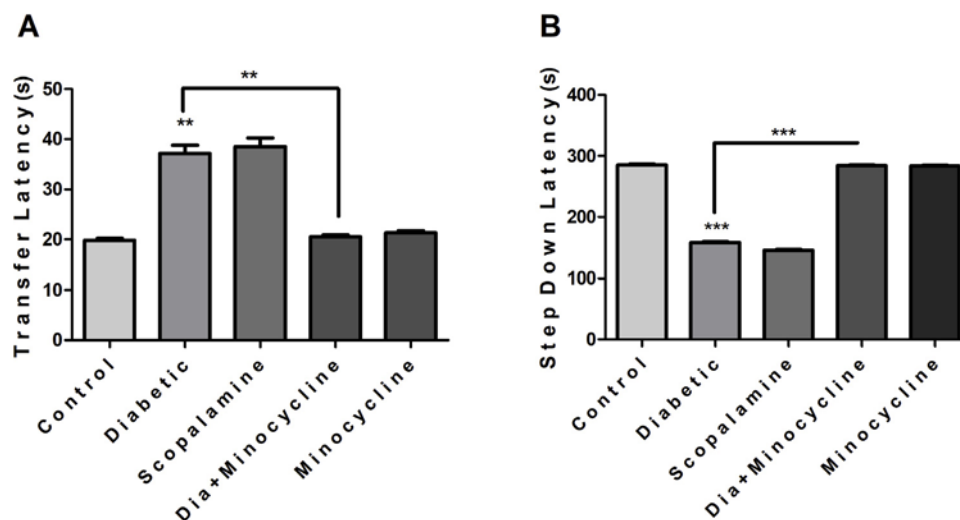 A
Transfer Latency(s)
50
40
30
20
10
0
**
**
Control
Diabetic
Scopalamine
Dia+Minocycline
Minocycline
B
Step Down Latency(s)
400
300
200
100
0
***
***
Control
Diabetic
Scopalamine
Dia+Minocycline
Minocycline